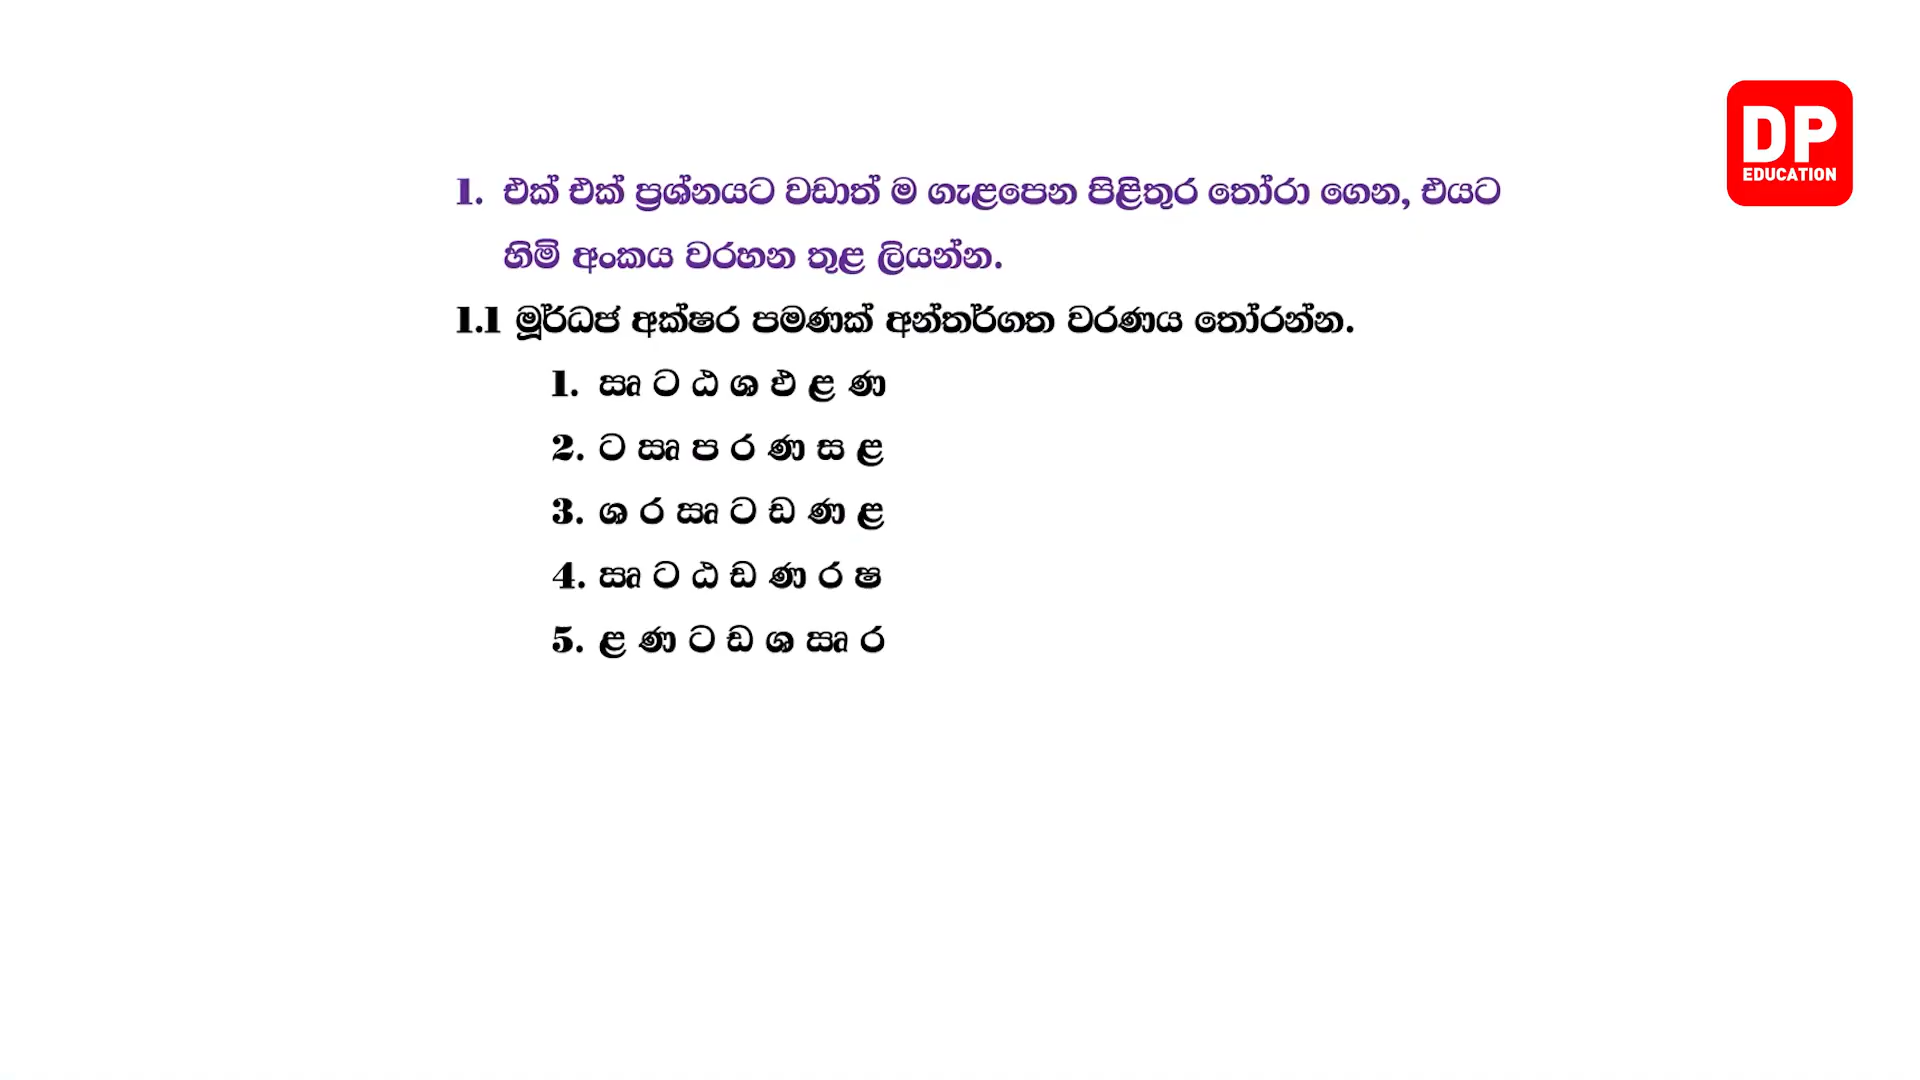 DP
EDUCATION
1. එක් එක් ප්‍රශ්නයට වඩාත් ම ගැළපෙන පිළිතුර තෝරා ගෙන, එයට
හිමි අංකය වරහන තුළ ලියන්න.
1.1 මූර්ධජ අක්ෂර පමණක් අන්තර්ගත වරණය තෝරන්න.
1. ඍ ට ඨ ශ ඵ ළ ණ
2. ට ඍ ප ර ණ ස ළ
3. ශ ර ඍ ට ඩ ණ ළ
4. ඍ ට ඨ ඩ ණ ර ෂ
5. ළ ණ ට ඩ ශ ඍ ර